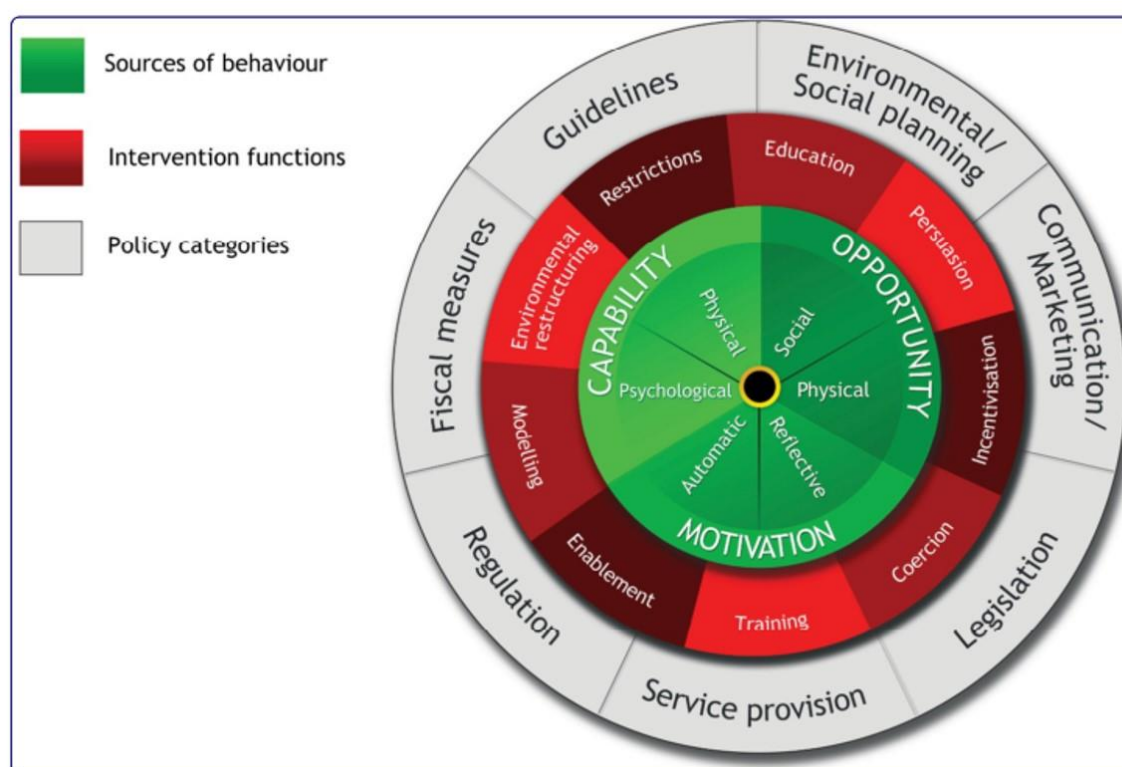 Sources of behaviour
Intervention functions
Policy categories
Guidelines
Environmental/
Social planning
Communication/
Marketing
Legislation
Service provision
Regulation
Fiscal measures
Restrictions
Education
Persuasion
Incentivisation
Coercion
Training
Enablement
Modelling
Environmental
restructuring
CAPABILITY
OPPORTUNITY
MOTIVATION
Physical
Social
Psychological
Physical
Automatic
Reflective